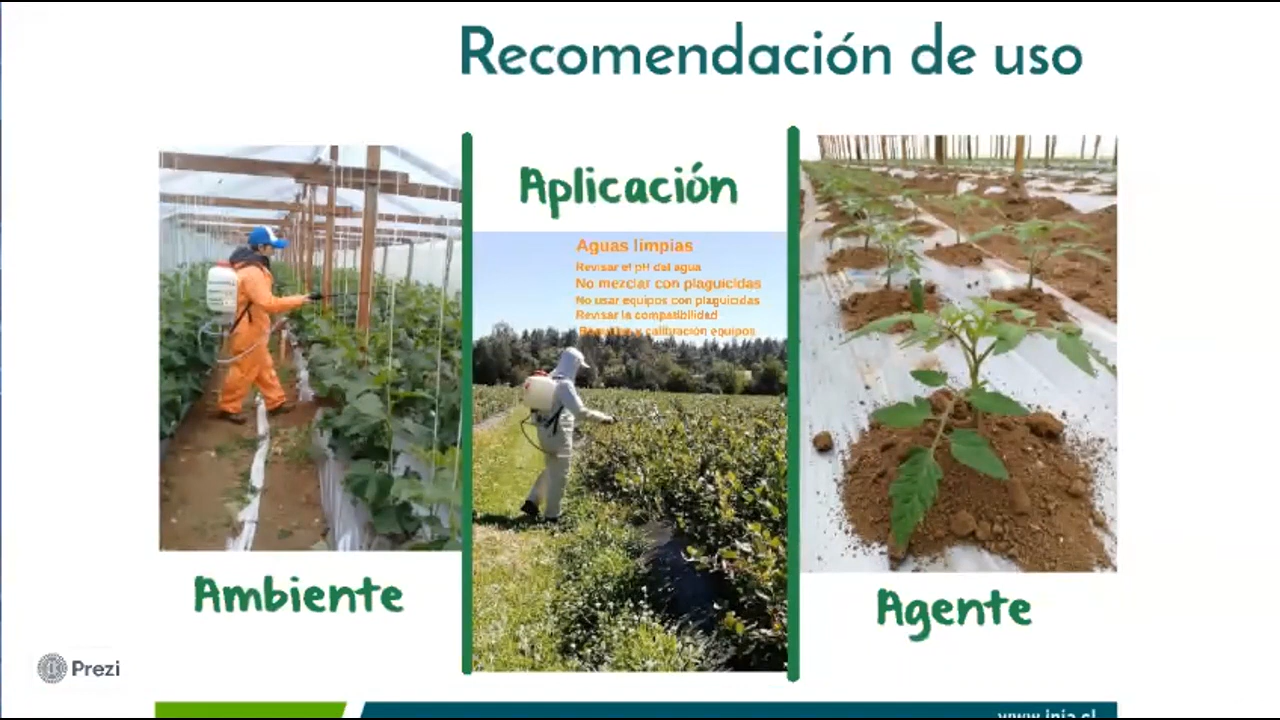 Recomendación de uso
Aplicación
Aguas limpias
Revisar el pH del agua
No mezclar con plaguicidas
No usar equipos con plaguicidas
Revisar la compatibilidad
Boquillas y calibración equipos
Ambiente
Agente
Prezi
www.inia.cl